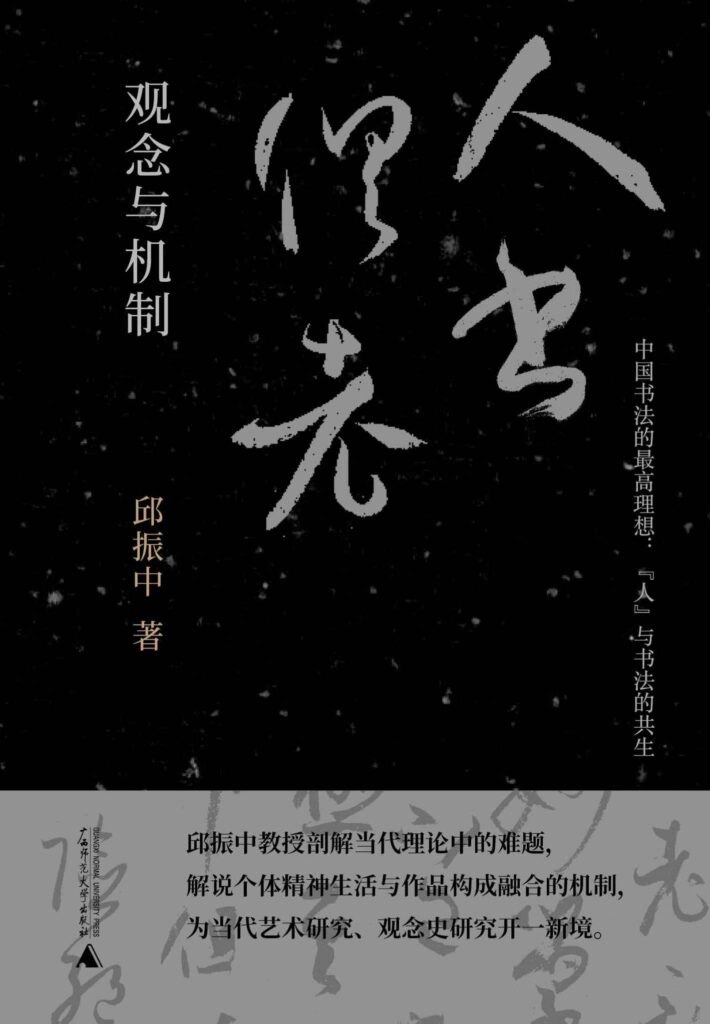 人书
俱老
观念与机制
邱振中 著
中国书法的最高理想：『人』与书法的共生
邱振中教授剖解当代理论中的难题，
解说个体精神生活与作品构成融合的机制，
为当代艺术研究、观念史研究开一新境。
广西师范大学出版社
GUANGXI NORMAL UNIVERSITY PRESS